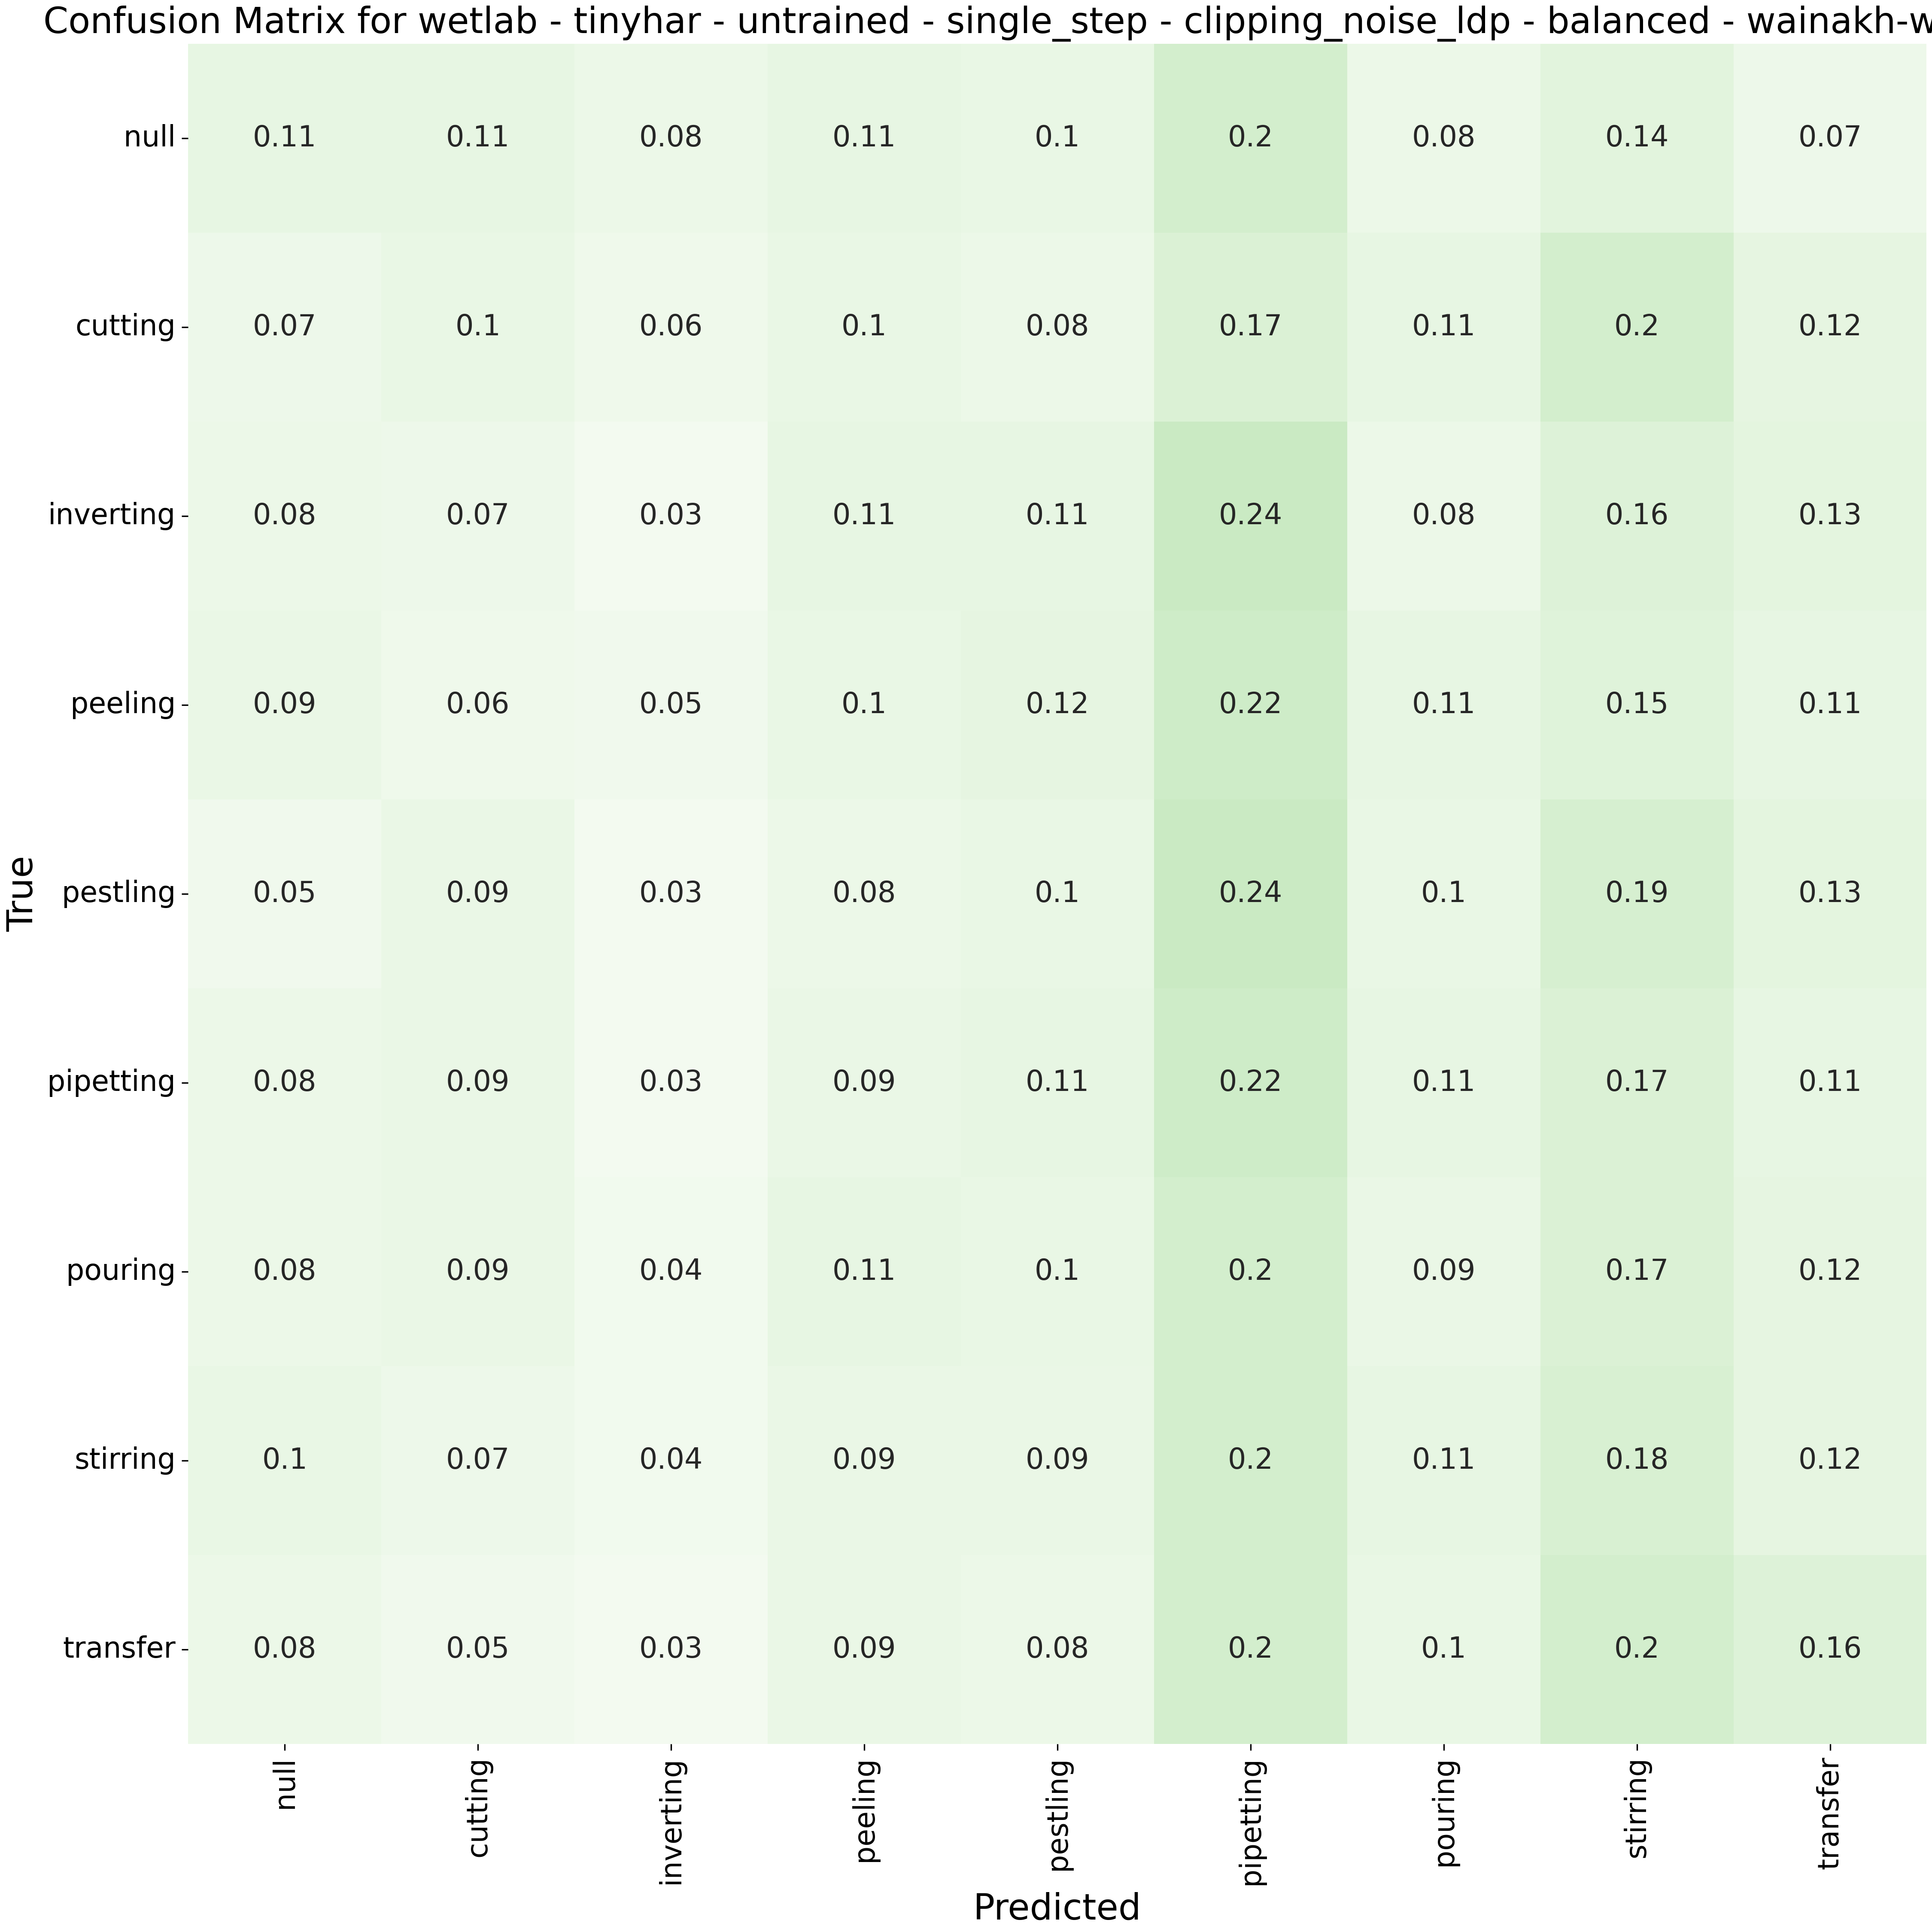 Confusion Matrix for wetlab - tinyhar - untrained - single_step - clipping_noise_ldp - balanced - wainakh-w
null 0.11 0.11 0.08 0.11 0.1 0.2 0.08 0.14 0.07
cutting 0.07 0.1 0.06 0.1 0.08 0.17 0.11 0.2 0.12
inverting 0.08 0.07 0.03 0.11 0.11 0.24 0.08 0.16 0.13
peeling 0.09 0.06 0.05 0.1 0.12 0.22 0.11 0.15 0.11
pestling 0.05 0.09 0.03 0.08 0.1 0.24 0.1 0.19 0.13
pipetting 0.08 0.09 0.03 0.09 0.11 0.22 0.11 0.17 0.11
pouring 0.08 0.09 0.04 0.11 0.1 0.2 0.09 0.17 0.12
stirring 0.1 0.07 0.04 0.09 0.09 0.2 0.11 0.18 0.12
transfer 0.08 0.05 0.03 0.09 0.08 0.2 0.1 0.2 0.16
True
null cutting inverting peeling pestling pipetting pouring stirring transfer
Predicted